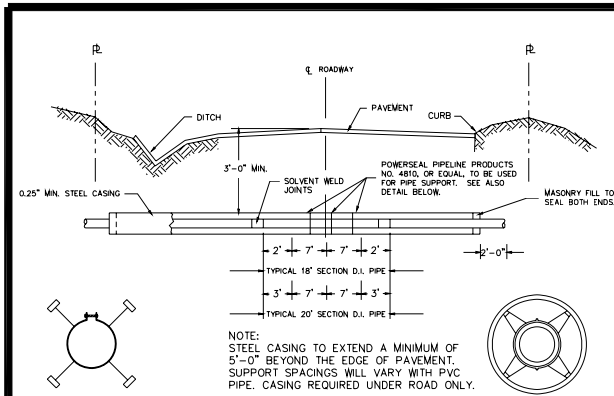 PL
PL
CL ROADWAY
DITCH
PAVEMENT
CURB
3'-0" MIN.
SOLVENT WELD
JOINTS
POWERSEAL PIPELINE PRODUCTS
NO. 4810, OR EQUAL, TO BE USED
FOR PIPE SUPPORT. SEE ALSO
DETAIL BELOW.
0.25" MIN. STEEL CASING
MASONRY FILL TO
SEAL BOTH ENDS.
2' 7' 7' 2'
2'-0"
TYPICAL 18' SECTION D.I. PIPE
3' 7' 7' 3'
TYPICAL 20' SECTION D.I. PIPE
NOTE:
STEEL CASING TO EXTEND A MINIMUM OF
5'-0" BEYOND THE EDGE OF PAVEMENT.
SUPPORT SPACINGS WILL VARY WITH PVC
PIPE. CASING REQUIRED UNDER ROAD ONLY.